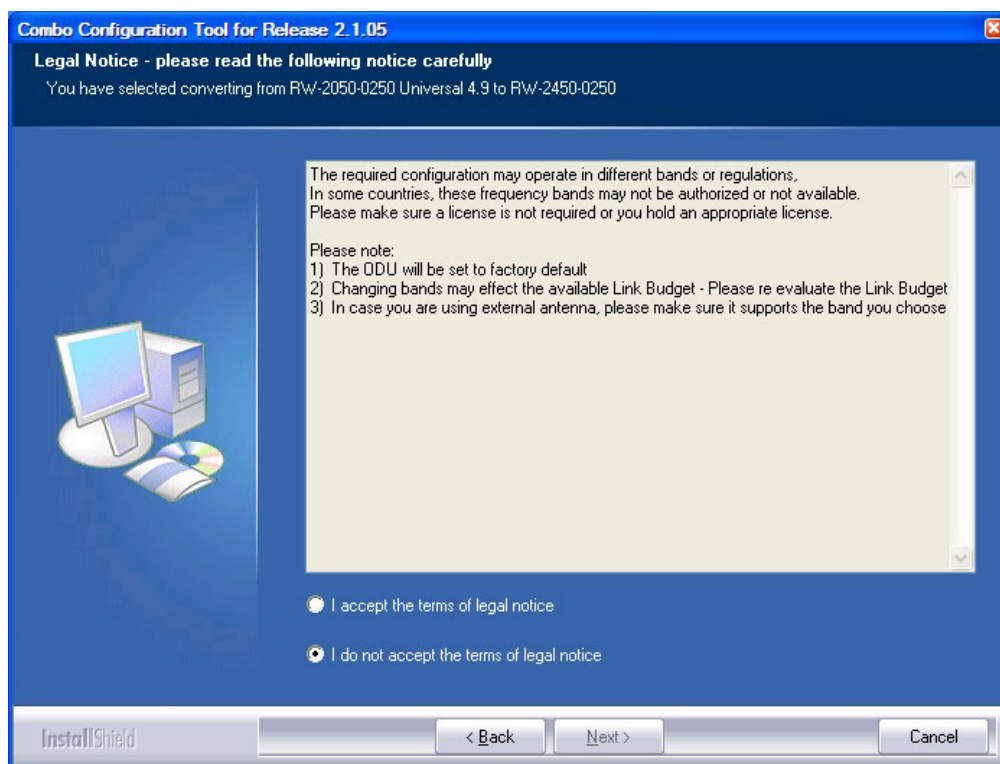 Combo Configuration Tool for Release 2.1.05
Legal Notice - please read the following notice carefully
You have selected converting from RW-2050-0250 Universal 4.9 to RW-2450-0250
The required configuration may operate in different bands or regulations,
In some countries, these frequency bands may not be authorized or not available.
Please make sure a license is not required or you hold an appropriate license.
Please note:
1) The ODU will be set to factory default
2) Changing bands may effect the available Link Budget - Please re evaluate the Link Budget
3) In case you are using external antenna, please make sure it supports the band you choose
I accept the terms of legal notice
I do not accept the terms of legal notice
InstallShield
< Back
Next >
Cancel